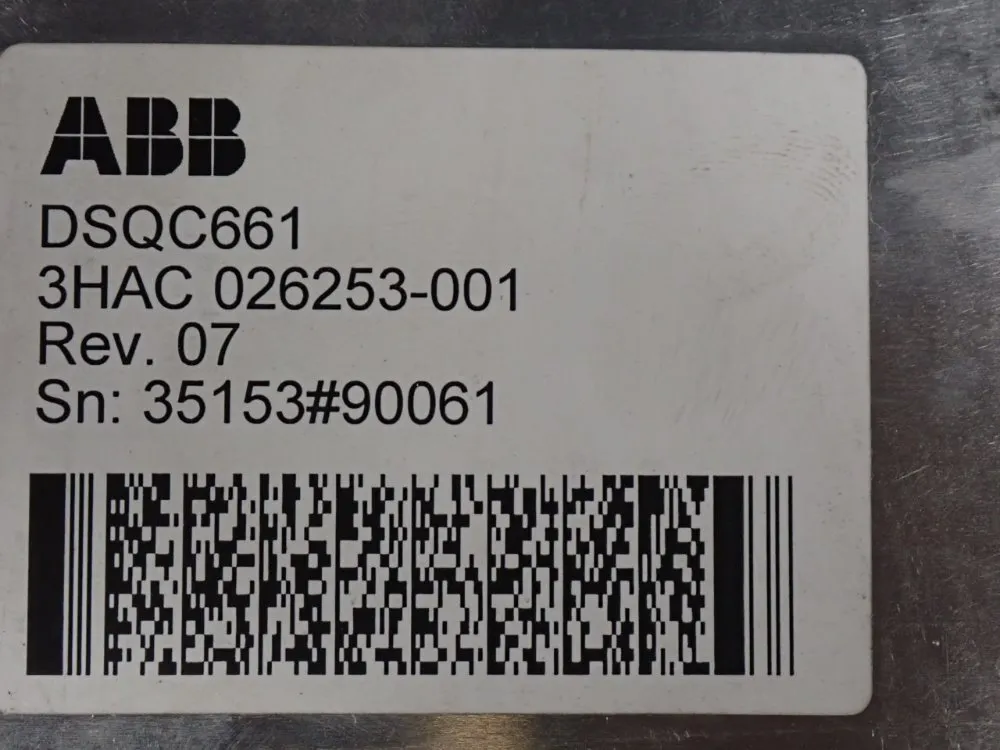 ABB
DSQC661
3HAC 026253-001
Rev. 07
Sn: 35153#90061